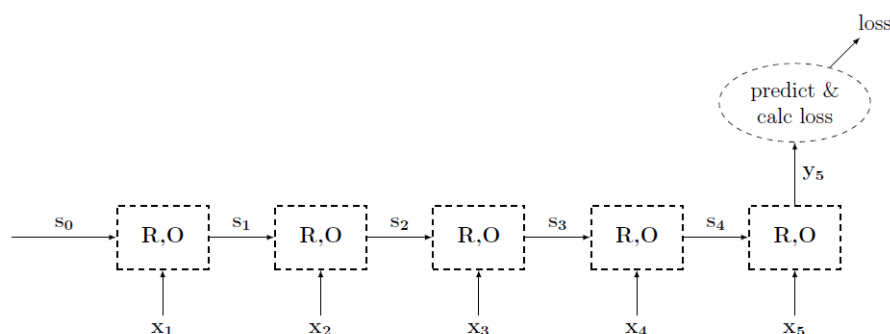 loss
predict &
calc loss
y₅
s₀ s₁ s₂ s₃ s₄
R,O R,O R,O R,O R,O
x₁ x₂ x₃ x₄ x₅